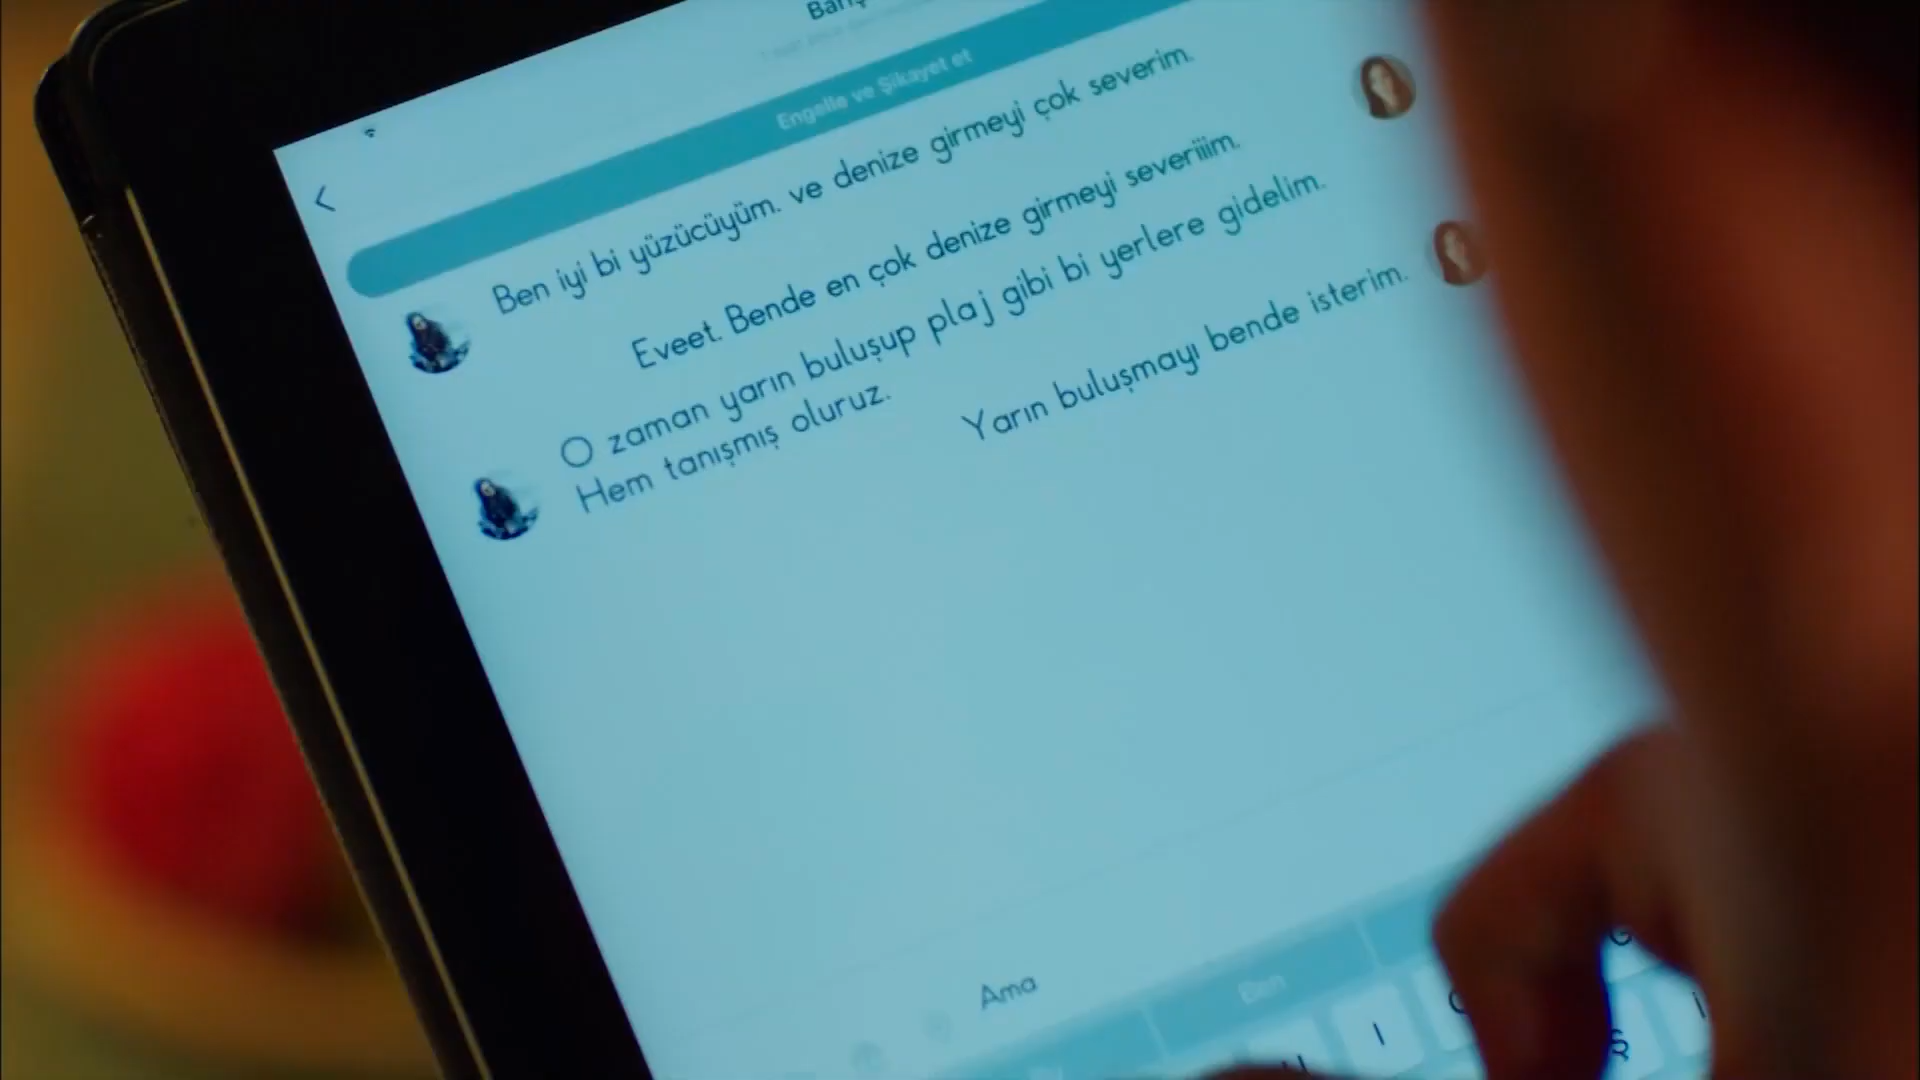 Engelle ve Şikayet et
Ben iyi bi yüzücüyüm. ve denize girmeyi çok severim.
Eveet. Bende en çok denize girmeyi severiiim.
O zaman yarın buluşup plaj gibi bi yerlere gidelim.
Hem tanışmış oluruz.
Yarın buluşmayı bende isterim.
Ama
Ben
I
Ş